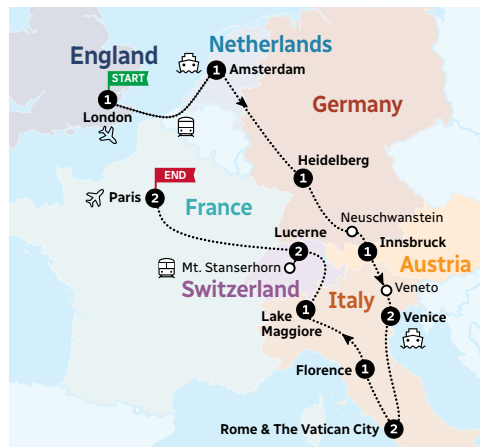 Netherlands
England
START
1
Amsterdam
1
London
Germany
Heidelberg
1
END
Paris
2
France
Neuschwanstein
Lucerne
2
1
Innsbruck
Austria
Mt. Stanserhorn
Switzerland
Italy
Veneto
Lake
Maggiore
1
2
Venice
Florence
1
Rome & The Vatican City
2